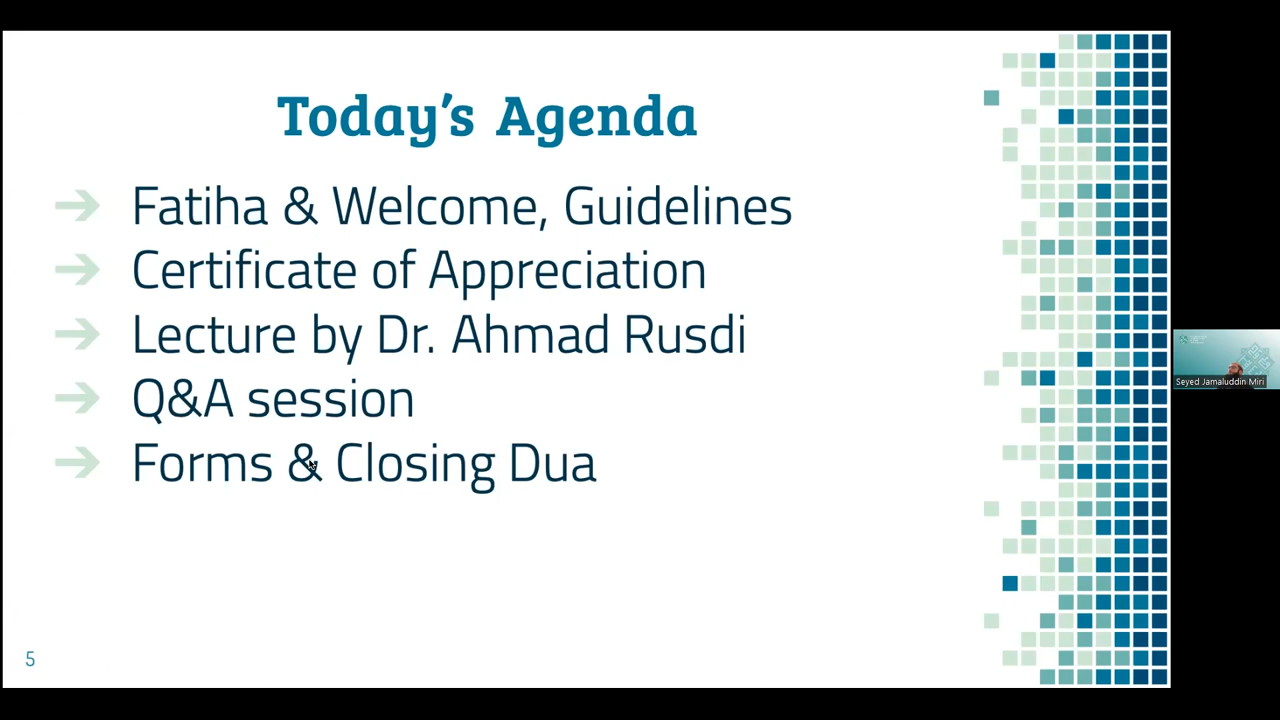 Today's Agenda
➔ Fatiha & Welcome, Guidelines
➔ Certificate of Appreciation
➔ Lecture by Dr. Ahmad Rusdi
➔ Q&A session
➔ Forms & Closing Dua
Seyed Jamaluddin Miri
5